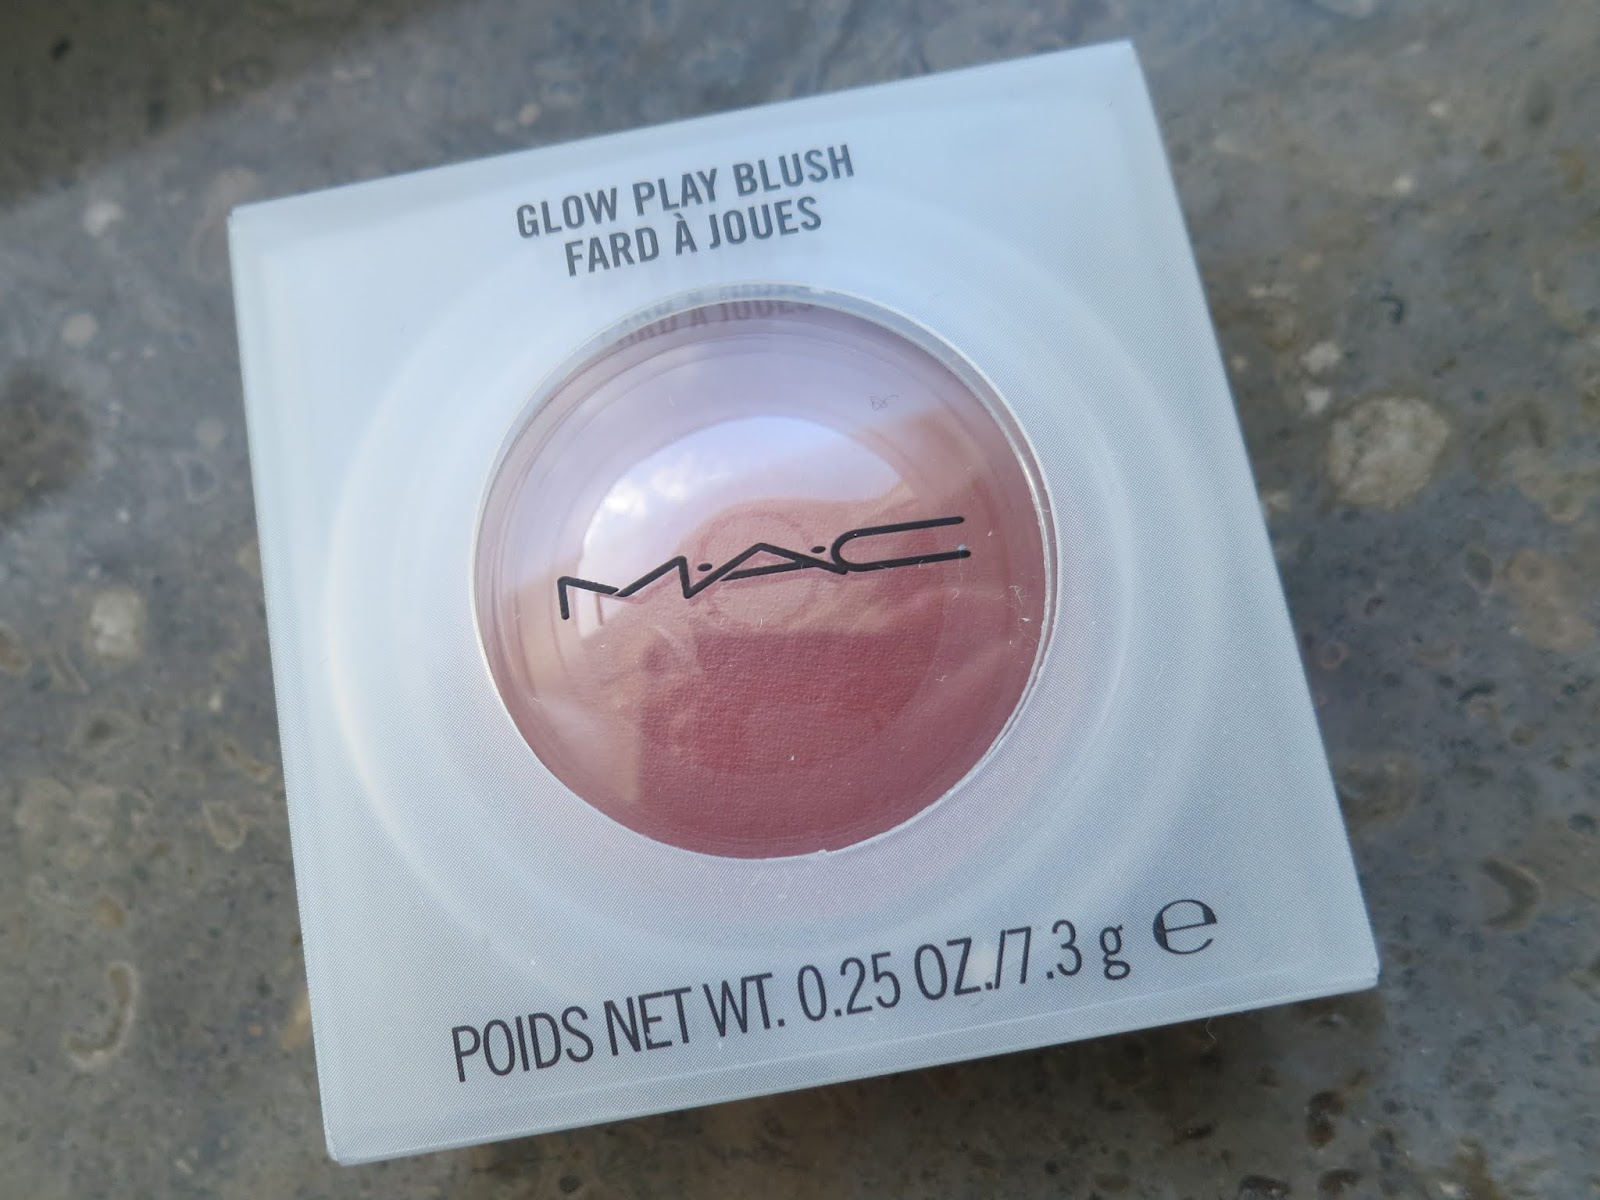 GLOW PLAY BLUSH
FARD À JOUES
M·A·C
POIDS NET WT. 0.25 OZ./7.3 g ℮